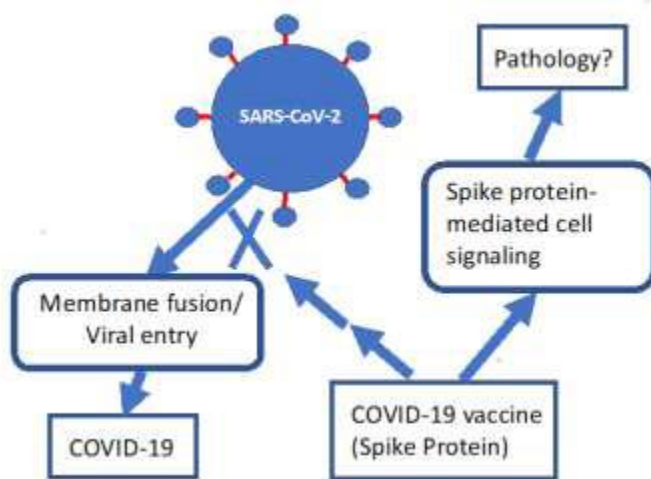 SARS-CoV-2
Pathology?
Spike protein-
mediated cell
signaling
Membrane fusion/
Viral entry
COVID-19
COVID-19 vaccine
(Spike Protein)